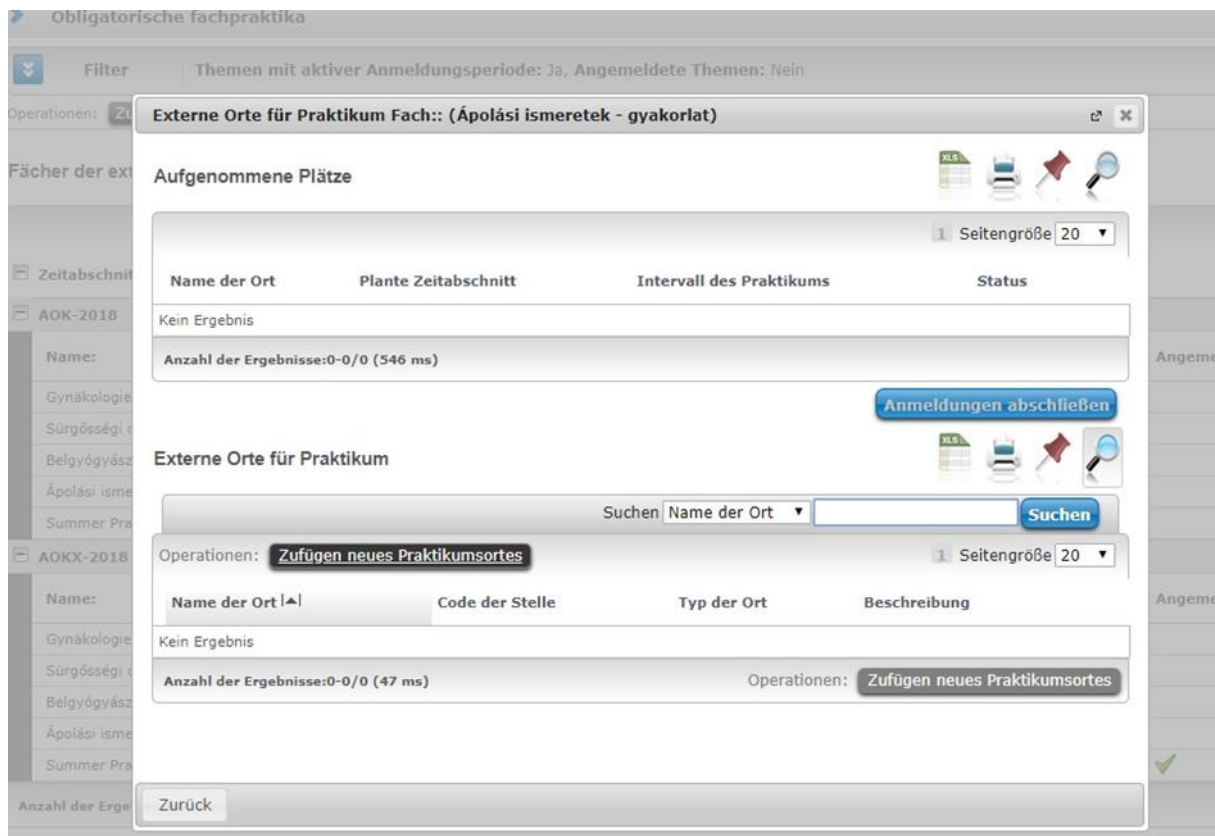 Obligatorische fachpraktika
Filter Themen mit aktiver Anmeldungsperiode: Ja, Angemeldete Themen: Nein
Operationen: Zu
Externe Orte für Praktikum Fach:: (Ápolási ismeretek - gyakorlat)
Fächer der ext
Aufgenommene Plätze
XLS
1 Seitengröße 20
Zeitabschnit
Name der Ort Plante Zeitabschnitt Intervall des Praktikums Status
AOK-2018
Kein Ergebnis
Name:
Anzahl der Ergebnisse:0-0/0 (546 ms)
Angeme
Gynäkologie
Anmeldungen abschließen
Sürgősségi
Belgyógyász
Externe Orte für Praktikum
XLS
Ápolási isme
Summer Pra
Suchen Name der Ort Suchen
AOKX-2018
Operationen: Zufügen neues Praktikumsortes 1 Seitengröße 20
Name:
Name der Ort Code der Stelle Typ der Ort Beschreibung
Angeme
Gynäkologie
Kein Ergebnis
Sürgősségi
Anzahl der Ergebnisse:0-0/0 (47 ms) Operationen: Zufügen neues Praktikumsortes
Belgyógyász
Ápolási isme
Summer Pra
Anzahl der Erge
Zurück